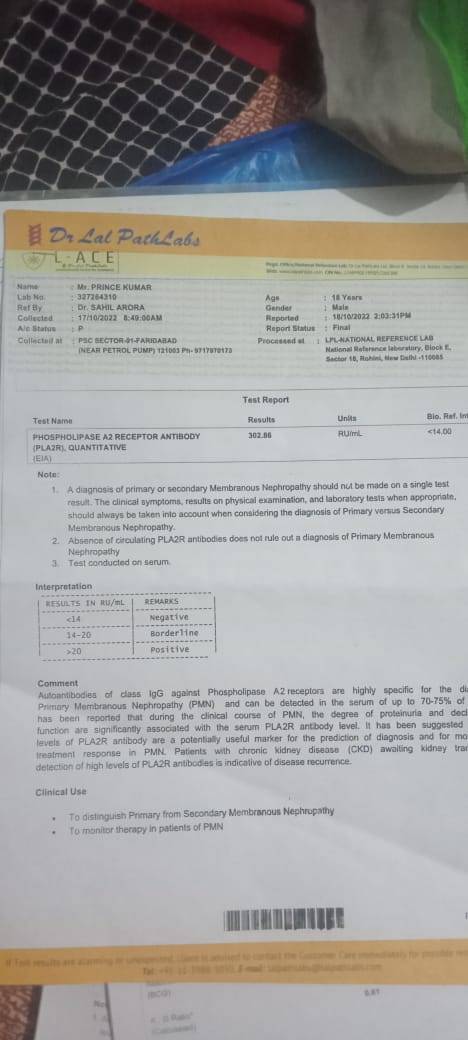 Dr Lal PathLabs
L - A C E
Name : Mr. PRINCE KUMAR
Lab No. : 327264310 Age : 18 Years
Ref By : Dr. SAHIL ARORA Gender : Male
Collected : 17/10/2022 8:49:00AM Reported : 18/10/2022 2:03:31PM
A/c Status : P Report Status : Final
Collected at : PSC SECTOR-91-FARIDABAD Processed at : LPL-NATIONAL REFERENCE LAB
(NEAR PETROL PUMP) 121003 Ph- 9717970173 National Reference laboratory, Block E,
Sector 18, Rohini, New Delhi -110085
Test Report
Test Name Results Units Bio. Ref. In
PHOSPHOLIPASE A2 RECEPTOR ANTIBODY 302.86 RU/mL <14.00
(PLA2R), QUANTITATIVE
(EIA)
Note:
1. A diagnosis of primary or secondary Membranous Nephropathy should not be made on a single test
result. The clinical symptoms, results on physical examination, and laboratory tests when appropriate,
should always be taken into account when considering the diagnosis of Primary versus Secondary
Membranous Nephropathy.
2. Absence of circulating PLA2R antibodies does not rule out a diagnosis of Primary Membranous
Nephropathy
3. Test conducted on serum.
Interpretation
RESULTS IN RU/mL REMARKS
<14 Negative
14-20 Borderline
>20 Positive
Comment
Autoantibodies of class IgG against Phospholipase A2 receptors are highly specific for the di
Primary Membranous Nephropathy (PMN) and can be detected in the serum of up to 70-75% of
has been reported that during the clinical course of PMN, the degree of proteinuria and decl
function are significantly associated with the serum PLA2R antibody level. It has been suggested
levels of PLA2R antibody are a potentially useful marker for the prediction of diagnosis and for mo
treatment response in PMN. Patients with chronic kidney disease (CKD) awaiting kidney tra
detection of high levels of PLA2R antibodies is indicative of disease recurrence.
Clinical Use
• To distinguish Primary from Secondary Membranous Nephropathy
• To monitor therapy in patients of PMN
If Test results are alarming or unexpected, client is advised to contact the Customer Care immediately for possible
(BCG)